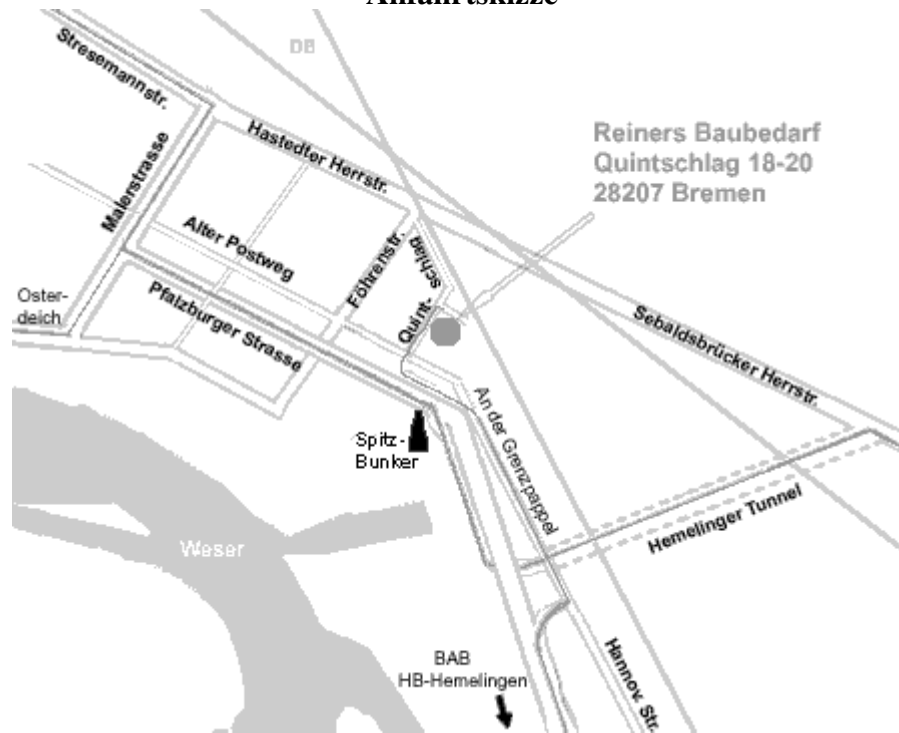 Anfahrtskizze
DB
Stresemannstr.
Hastedter Herrstr.
Reiners Baubedarf
Quintschlag 18-20
28207 Bremen
Malerstrasse
Alter Postweg
Föhrenstr.
Quint-
schlag
Oster-
deich
Pfalzburger Strasse
Sebaldsbrücker Herrstr.
An der Grenzpappel
Spitz-
Bunker
Hemelinger Tunnel
Weser
BAB
HB-Hemelingen
Hannov. Str.